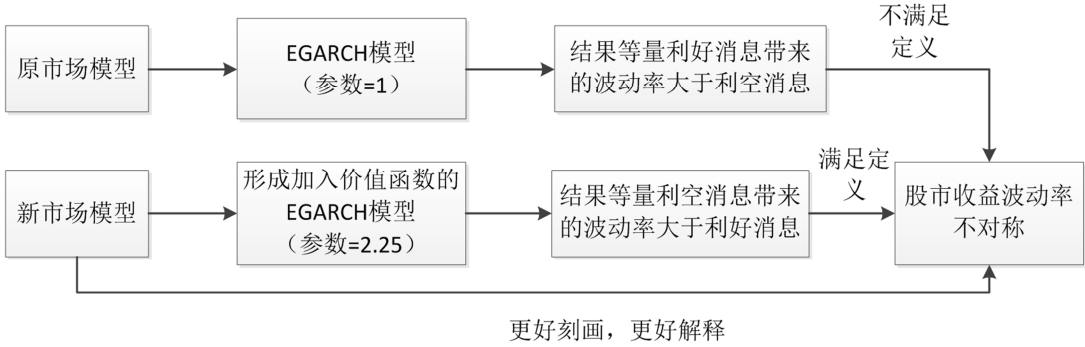 原市场模型
EGARCH模型
（参数=1）
结果等量利好消息带来
的波动率大于利空消息
不满足
定义
新市场模型
形成加入价值函数的
EGARCH模型
（参数=2.25）
结果等量利空消息带来
的波动率大于利好消息
满足定
义
股市收益波动率
不对称
更好刻画，更好解释